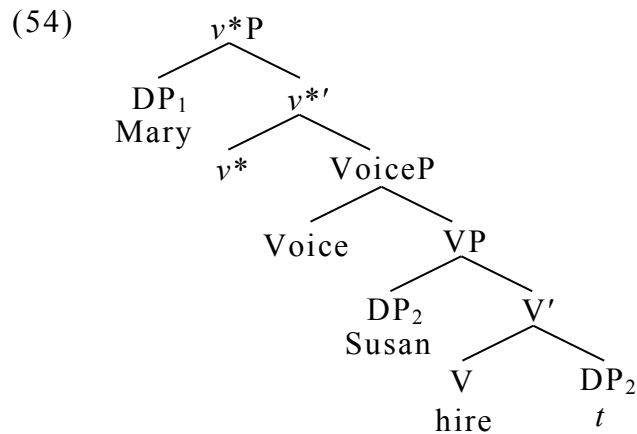 (54)
v*P
DP₁ v*′
Mary
v* VoiceP
Voice VP
DP₂ V′
Susan
V DP₂
hire t